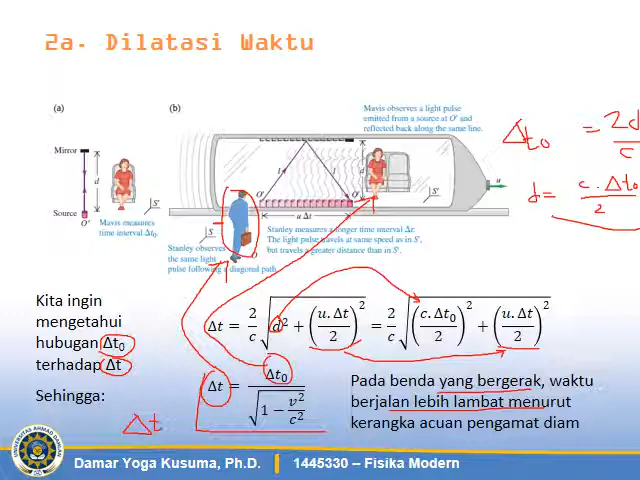 2a. Dilatasi Waktu
(a)
Mirror
d
Source
O'
S'
Mavis measures
time interval Δt₀.
(b)
Mavis observes a light pulse
emitted from a source at O' and
reflected back along the same line.
l
l
d
S'
u
O'
O'
u Δt
S
O
Stanley observes
the same light
pulse following a diagonal path.
Stanley measures a longer time interval Δt:
The light pulse travels at same speed as in S',
but travels a greater distance than in S'.
Δt₀ = 2d/c
d = c.Δt₀/2
Kita ingin
mengetahui
hubugan Δt₀
terhadap Δt
Sehingga:
Δt = 2/c √(d² + (u.Δt/2)²) = 2/c √((c.Δt₀/2)² + (u.Δt/2)²)
Δt = Δt₀/√(1 − v²/c²)
Δt
Pada benda yang bergerak, waktu
berjalan lebih lambat menurut
kerangka acuan pengamat diam
UNIVERSITAS AHMAD DAHLAN
Damar Yoga Kusuma, Ph.D. | 1445330 – Fisika Modern